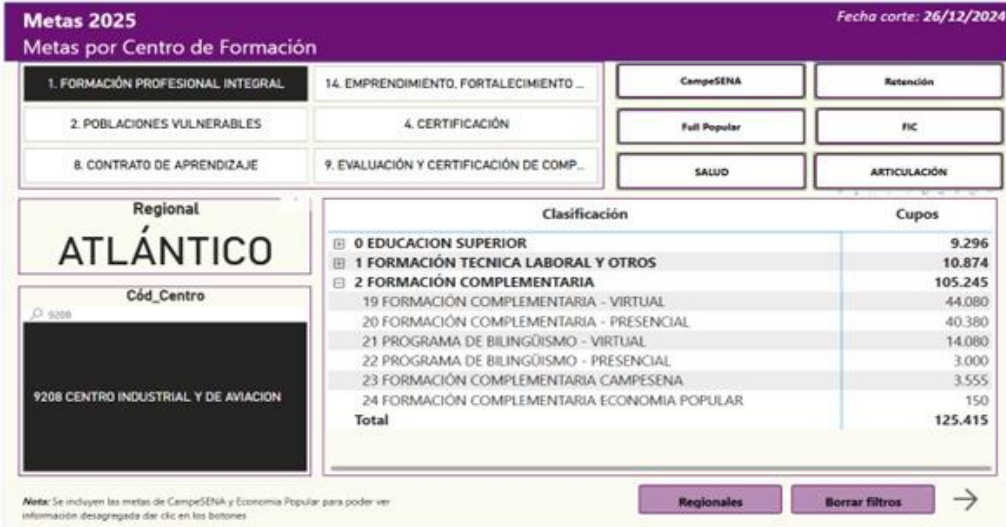 Metas 2025
Fecha corte: 26/12/2024
Metas por Centro de Formación
1. FORMACIÓN PROFESIONAL INTEGRAL
14. EMPRENDIMIENTO, FORTALECIMIENTO ...
CampeSENA
Retención
2. POBLACIONES VULNERABLES
4. CERTIFICACIÓN
Full Popular
FIC
8. CONTRATO DE APRENDIZAJE
9. EVALUACIÓN Y CERTIFICACIÓN DE COMP...
SALUD
ARTICULACIÓN
Regional
ATLÁNTICO
Cód_Centro
9208
9208 CENTRO INDUSTRIAL Y DE AVIACION
Clasificación Cupos
0 EDUCACION SUPERIOR 9.296
1 FORMACIÓN TECNICA LABORAL Y OTROS 10.874
2 FORMACIÓN COMPLEMENTARIA 105.245
19 FORMACIÓN COMPLEMENTARIA - VIRTUAL 44.080
20 FORMACIÓN COMPLEMENTARIA - PRESENCIAL 40.380
21 PROGRAMA DE BILINGÜISMO - VIRTUAL 14.080
22 PROGRAMA DE BILINGÜISMO - PRESENCIAL 3.000
23 FORMACIÓN COMPLEMENTARIA CAMPESENA 3.555
24 FORMACIÓN COMPLEMENTARIA ECONOMIA POPULAR 150
Total 125.415
Nota: Se incluyen las metas de CampeSENA y Economia Popular para poder ver
información desagregada dar clic en los botones
Regionales
Borrar filtros